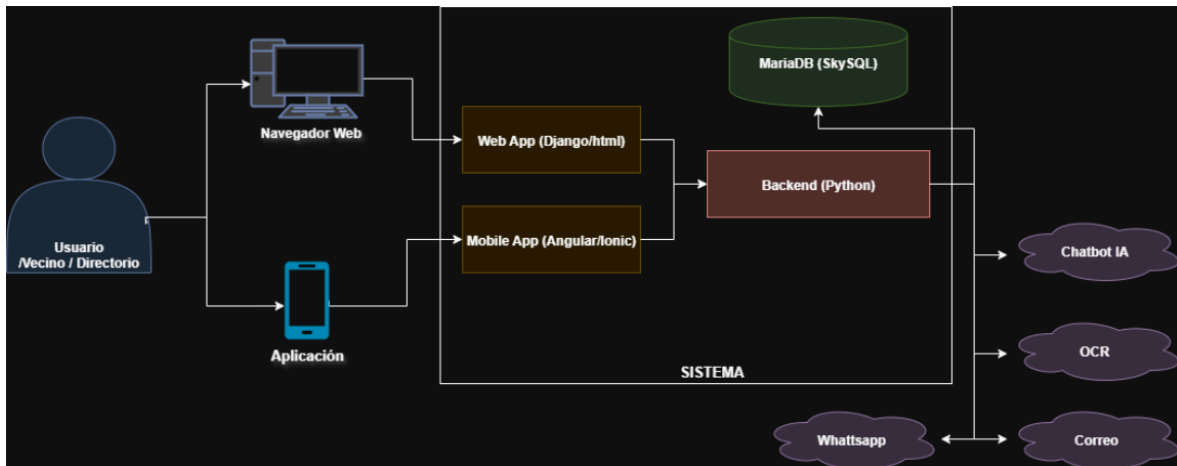 MariaDB (SkySQL)
Navegador Web
Web App (Django/html)
Backend (Python)
Usuario
/Vecino / Directorio
Mobile App (Angular/Ionic)
Chatbot IA
Aplicación
OCR
SISTEMA
Whattsapp
Correo